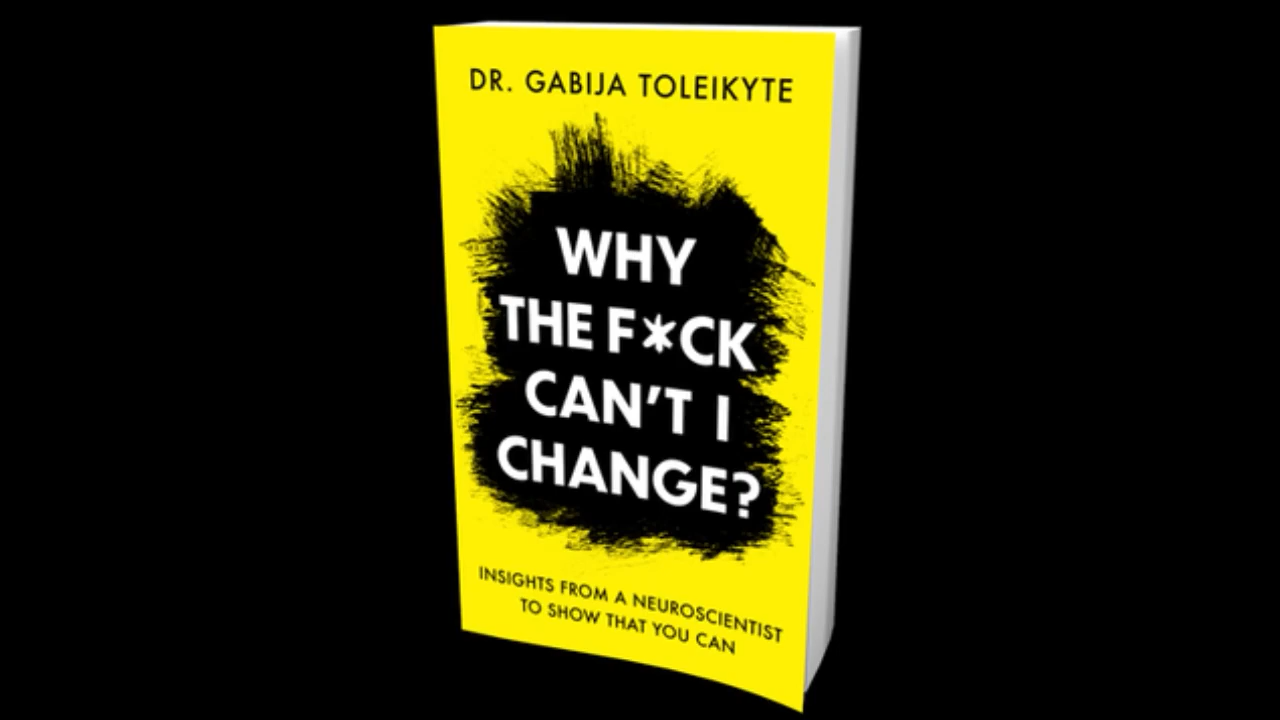 DR. GABIJA TOLEIKYTE
WHY
THE F*CK
CAN'T I
CHANGE?
INSIGHTS FROM A NEUROSCIENTIST
TO SHOW THAT YOU CAN